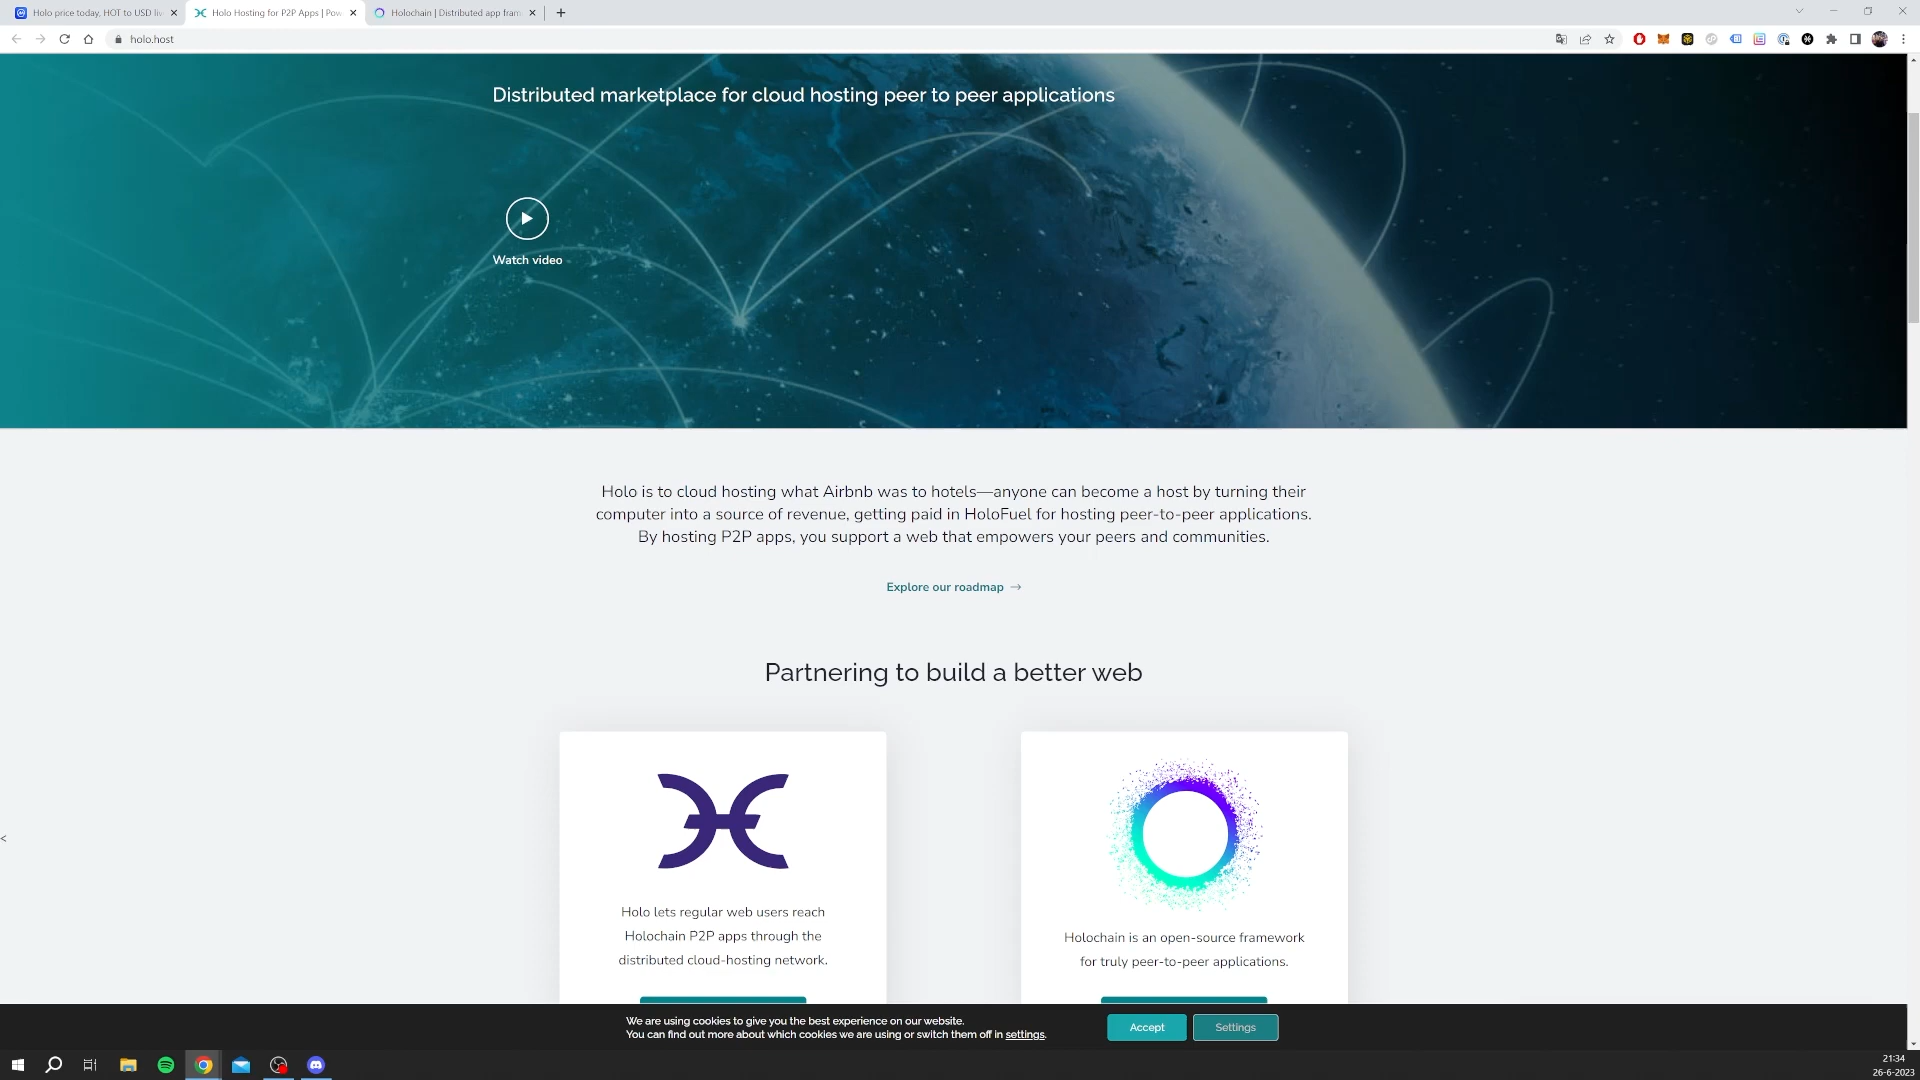 Holo price today, HOT to USD liv
Holo Hosting for P2P Apps | Pow
Holochain | Distributed app fram
holo.host
Distributed marketplace for cloud hosting peer to peer applications
Watch video
Holo is to cloud hosting what Airbnb was to hotels—anyone can become a host by turning their
computer into a source of revenue, getting paid in HoloFuel for hosting peer-to-peer applications.
By hosting P2P apps, you support a web that empowers your peers and communities.
Explore our roadmap →
Partnering to build a better web
Holo lets regular web users reach
Holochain P2P apps through the
distributed cloud-hosting network.
Holochain is an open-source framework
for truly peer-to-peer applications.
<
We are using cookies to give you the best experience on our website.
You can find out more about which cookies we are using or switch them off in settings.
Accept
Settings
21:34
26-6-2023